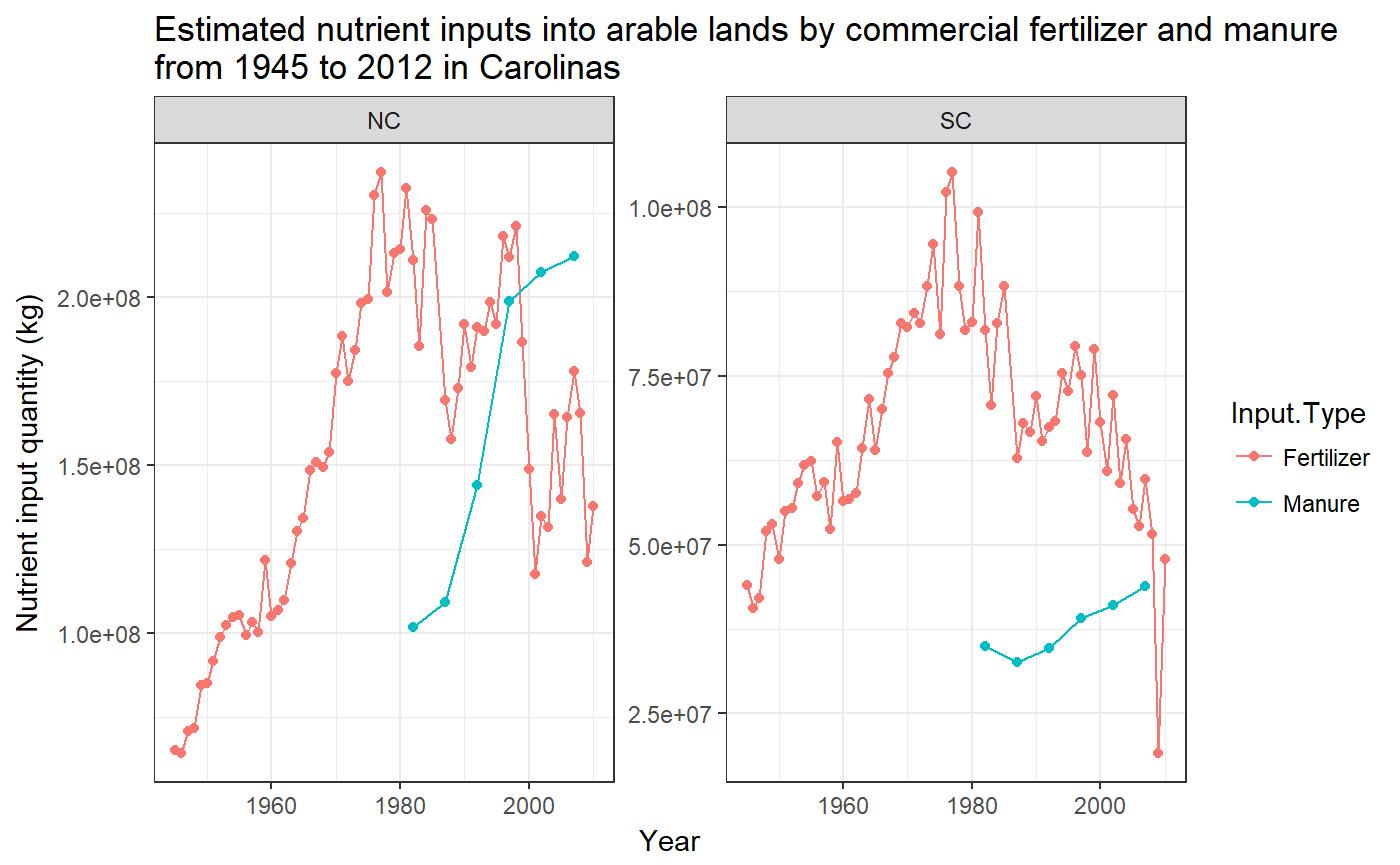 Estimated nutrient inputs into arable lands by commercial fertilizer and manure
from 1945 to 2012 in Carolinas
NC
SC
Nutrient input quantity (kg)
2.0e+08
1.5e+08
1.0e+08
1.0e+08
7.5e+07
5.0e+07
2.5e+07
1960 1980 2000
1960 1980 2000
Year
Input.Type
Fertilizer
Manure